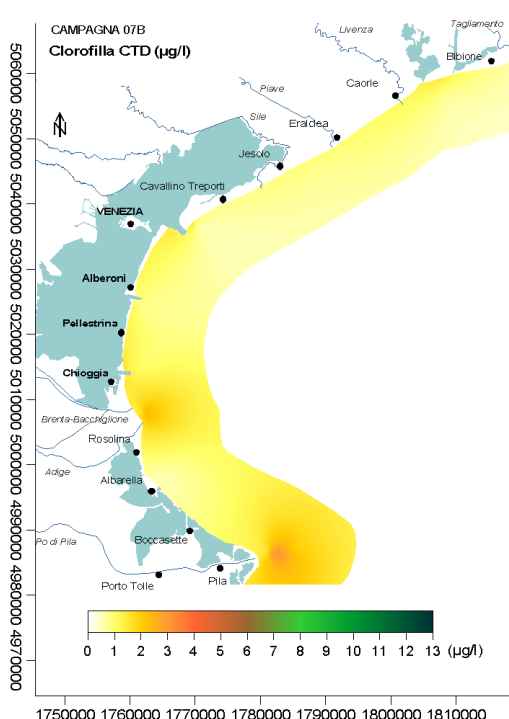 CAMPAGNA 07B
Clorofilla CTD (µg/l)
N
Tagliamento
Livenza
Bibione
Caorle
Piave
Sile
Eraldea
Jesolo
Cavallino Treporti
VENEZIA
Alberoni
Pellestrina
Chioggia
Brenta-Bacchiglione
Rosolina
Adige
Albarella
Po di Pila
Boccasette
Porto Tolle
Pila
0 1 2 3 4 5 6 7 8 9 10 11 12 13 (µg/l)
5060000
5050000
5040000
5030000
5020000
5010000
5000000
4990000
4980000
4970000
1750000 1760000 1770000 1780000 1790000 1800000 1810000